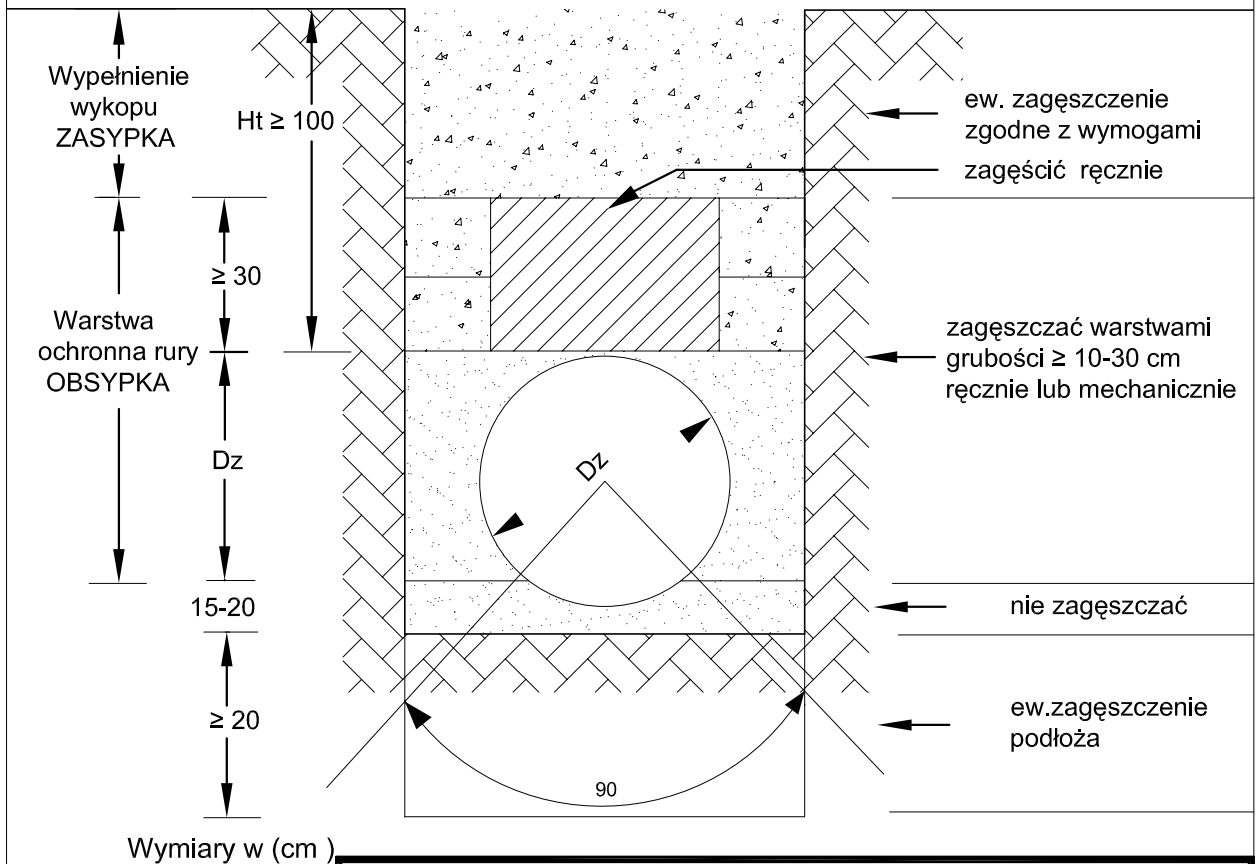 Wypełnienie
wykopu
ZASYPKA
Ht ≥ 100
ew. zagęszczenie
zgodne z wymogami
zagęścić ręcznie
≥ 30
Warstwa
ochronna rury
OBSYPKA
zagęszczać warstwami
grubości ≥ 10-30 cm
ręcznie lub mechanicznie
Dz
Dz
15-20
nie zagęszczać
≥ 20
ew.zagęszczenie
podłoża
90
Wymiary w (cm )